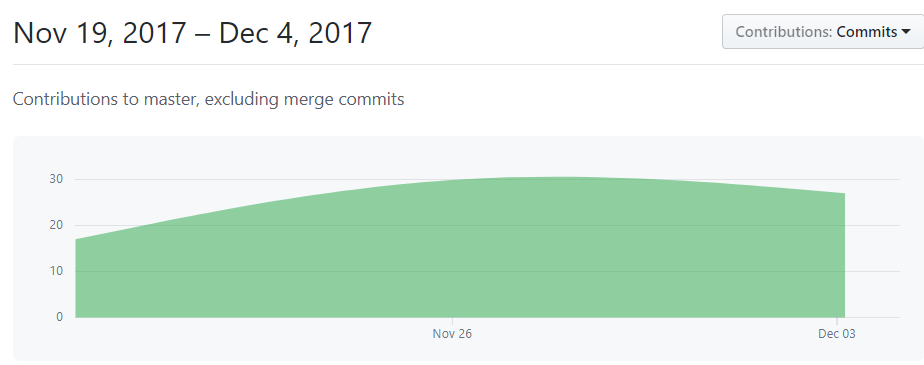 Nov 19, 2017 – Dec 4, 2017
Contributions: Commits
Contributions to master, excluding merge commits
30
20
10
0
Nov 26
Dec 03